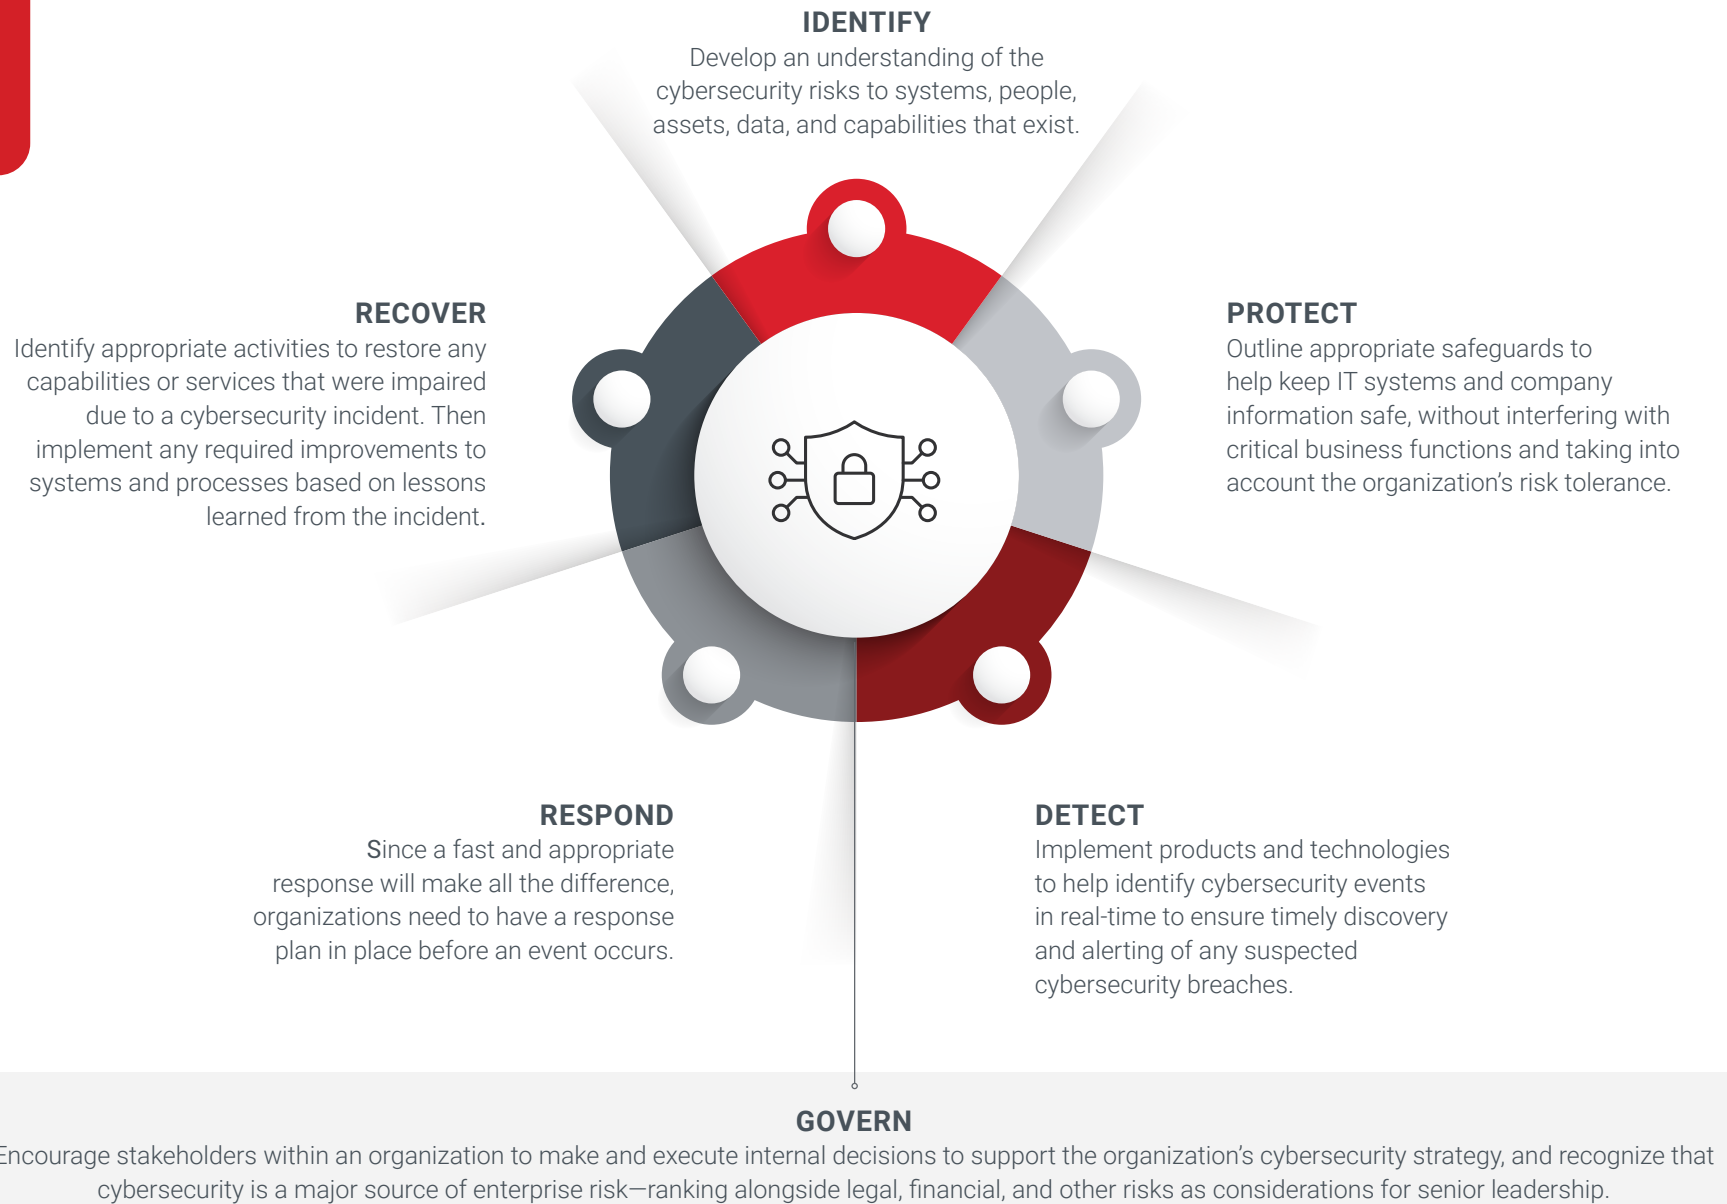 IDENTIFY
Develop an understanding of the
cybersecurity risks to systems, people,
assets, data, and capabilities that exist.
PROTECT
Outline appropriate safeguards to
help keep IT systems and company
information safe, without interfering with
critical business functions and taking into
account the organization’s risk tolerance.
DETECT
Implement products and technologies
to help identify cybersecurity events
in real-time to ensure timely discovery
and alerting of any suspected
cybersecurity breaches.
RESPOND
Since a fast and appropriate
response will make all the difference,
organizations need to have a response
plan in place before an event occurs.
RECOVER
Identify appropriate activities to restore any
capabilities or services that were impaired
due to a cybersecurity incident. Then
implement any required improvements to
systems and processes based on lessons
learned from the incident.
GOVERN
Encourage stakeholders within an organization to make and execute internal decisions to support the organization’s cybersecurity strategy, and recognize that
cybersecurity is a major source of enterprise risk—ranking alongside legal, financial, and other risks as considerations for senior leadership.